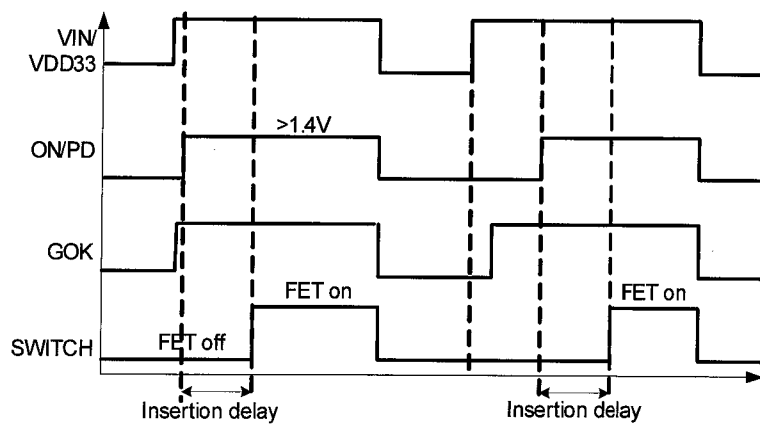 VIN/
VDD33
>1.4V
ON/PD
GOK
FET on
FET on
FET off
SWITCH
Insertion delay
Insertion delay